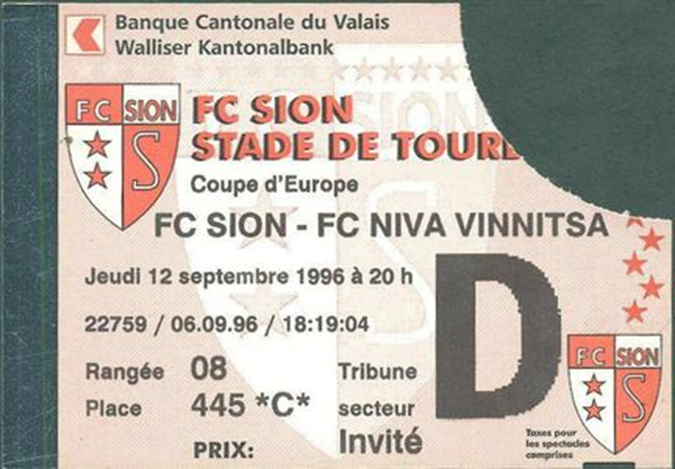 Banque Cantonale du Valais
Walliser Kantonalbank
FC SION
FC SION
STADE DE TOURB
Coupe d'Europe
FC SION - FC NIVA VINNITSA
Jeudi 12 septembre 1996 à 20 h
22759 / 06.09.96 / 18:19:04
Rangée 08 Tribune D
Place 445 *C* secteur
PRIX: Invité
FC SION
Taxes pour
les spectacles
comprises